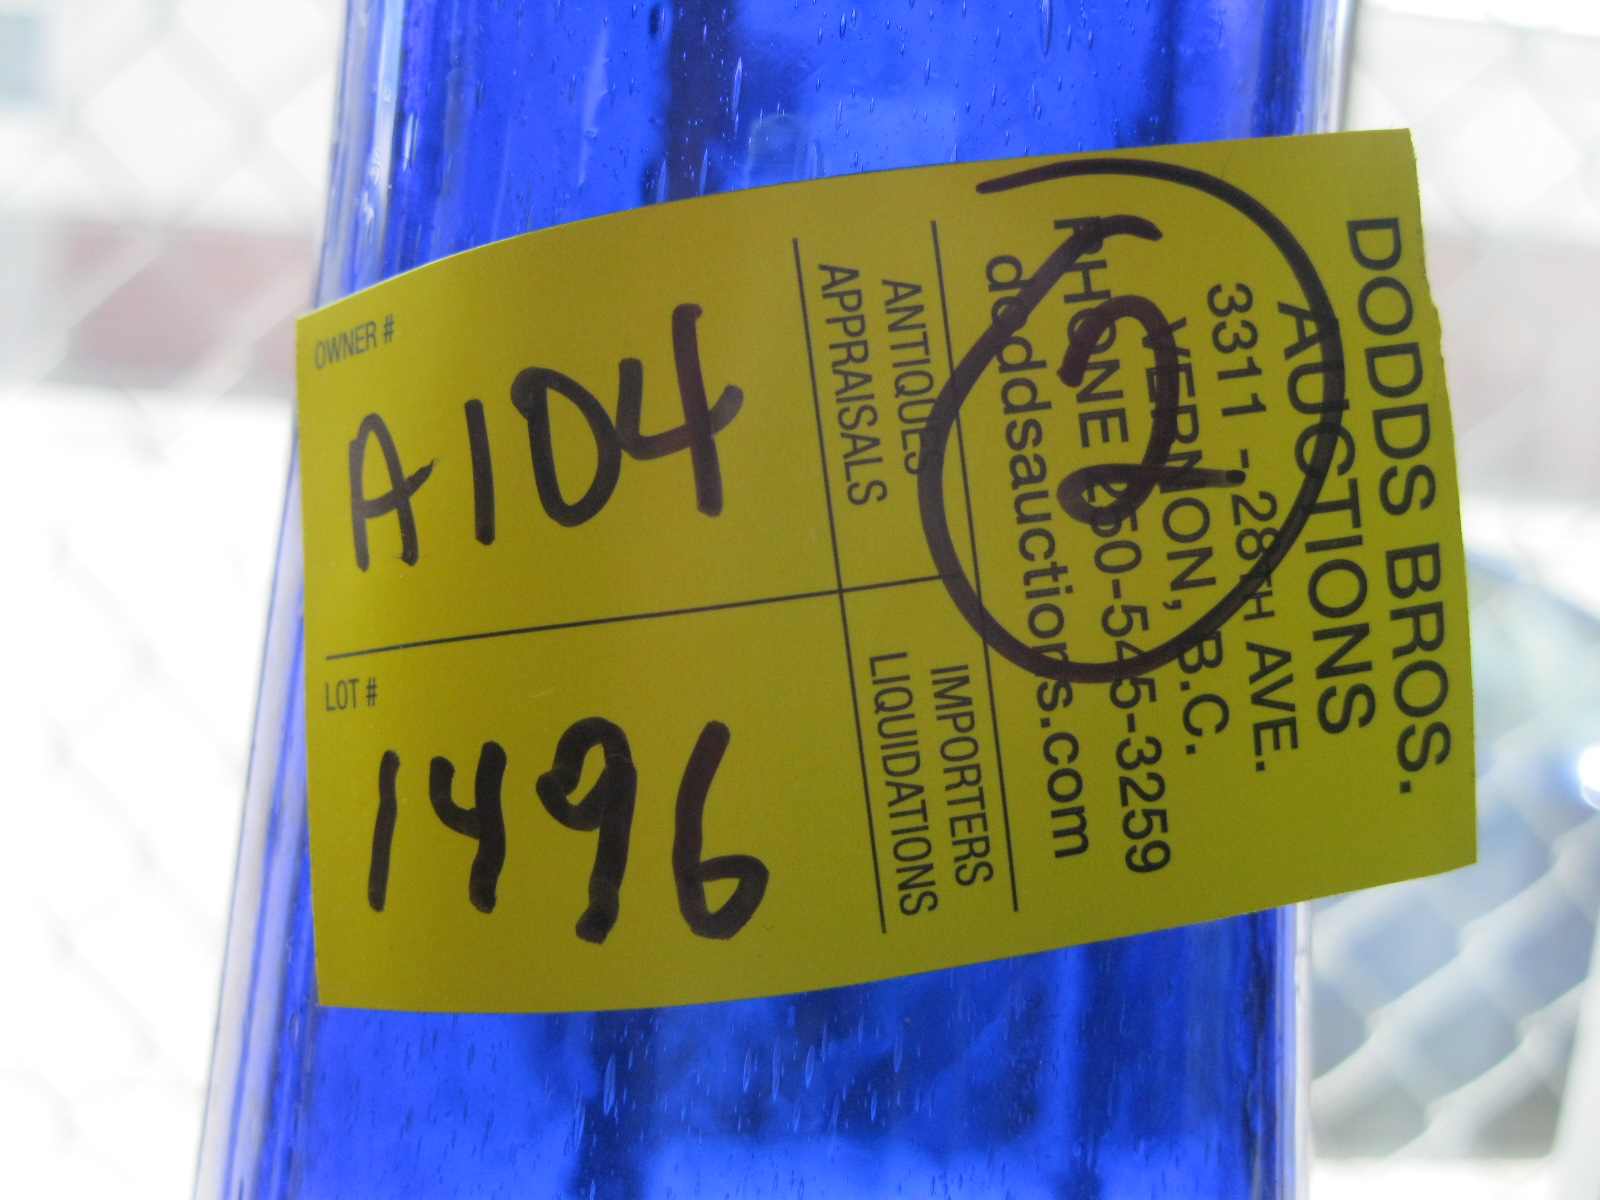 DODDS BROS.
AUCTIONS
3311 - 28TH AVE.
VERNON, B.C.
PHONE 250-545-3259
doddsauctions.com
2
ANTIQUES
APPRAISALS
IMPORTERS
LIQUIDATIONS
OWNER #
A104
LOT #
1496